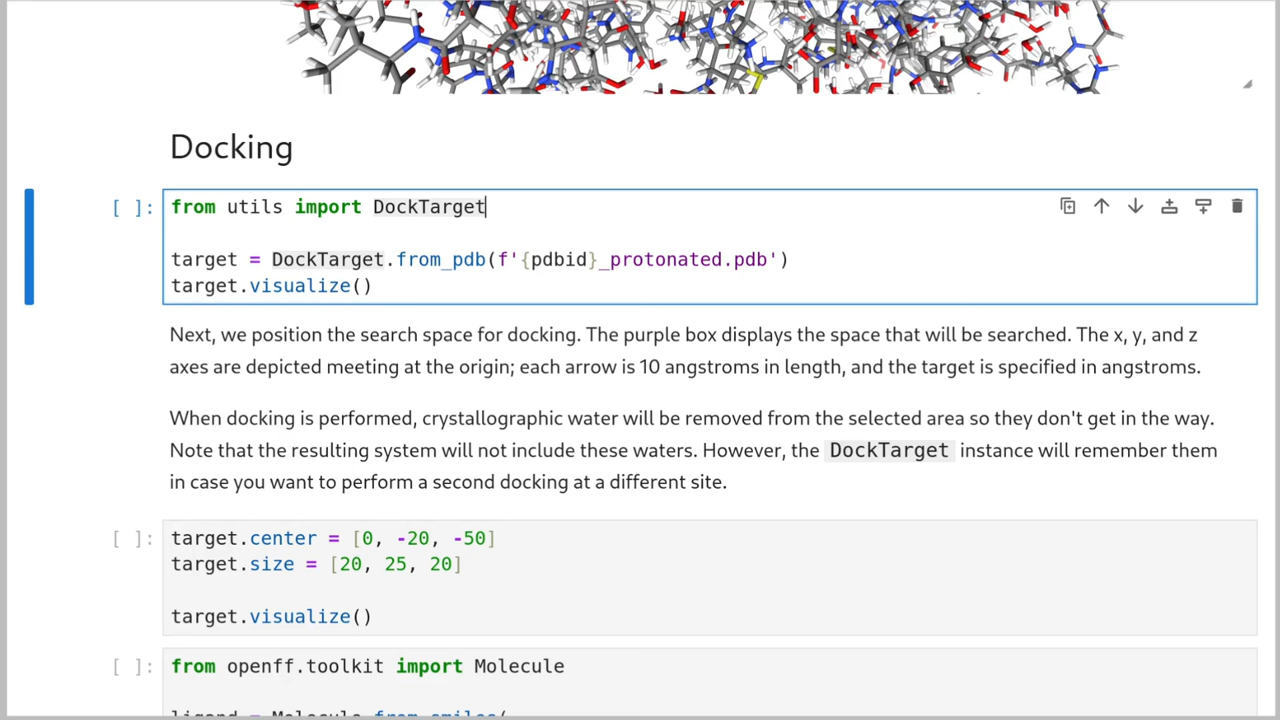 Docking
[ ]: from utils import DockTarget
target = DockTarget.from_pdb(f'{pdbid}_protonated.pdb')
target.visualize()
Next, we position the search space for docking. The purple box displays the space that will be searched. The x, y, and z
axes are depicted meeting at the origin; each arrow is 10 angstroms in length, and the target is specified in angstroms.
When docking is performed, crystallographic water will be removed from the selected area so they don't get in the way.
Note that the resulting system will not include these waters. However, the DockTarget instance will remember them
in case you want to perform a second docking at a different site.
[ ]: target.center = [0, -20, -50]
target.size = [20, 25, 20]
target.visualize()
[ ]: from openff.toolkit import Molecule
ligand = Molecule.from_smiles(